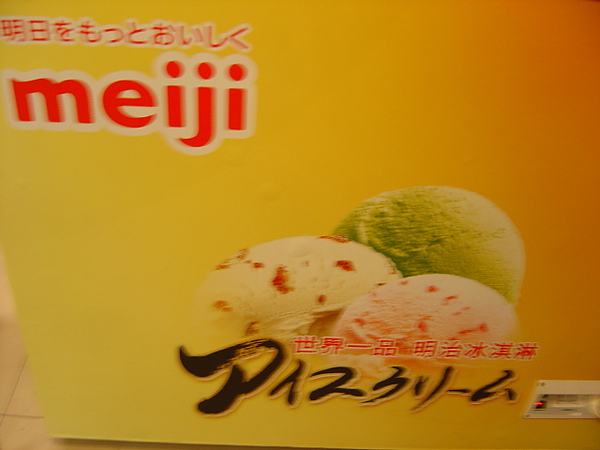 明日をもっとおいしく
meiji
世界一品 明治冰淇淋
アイスクリーム